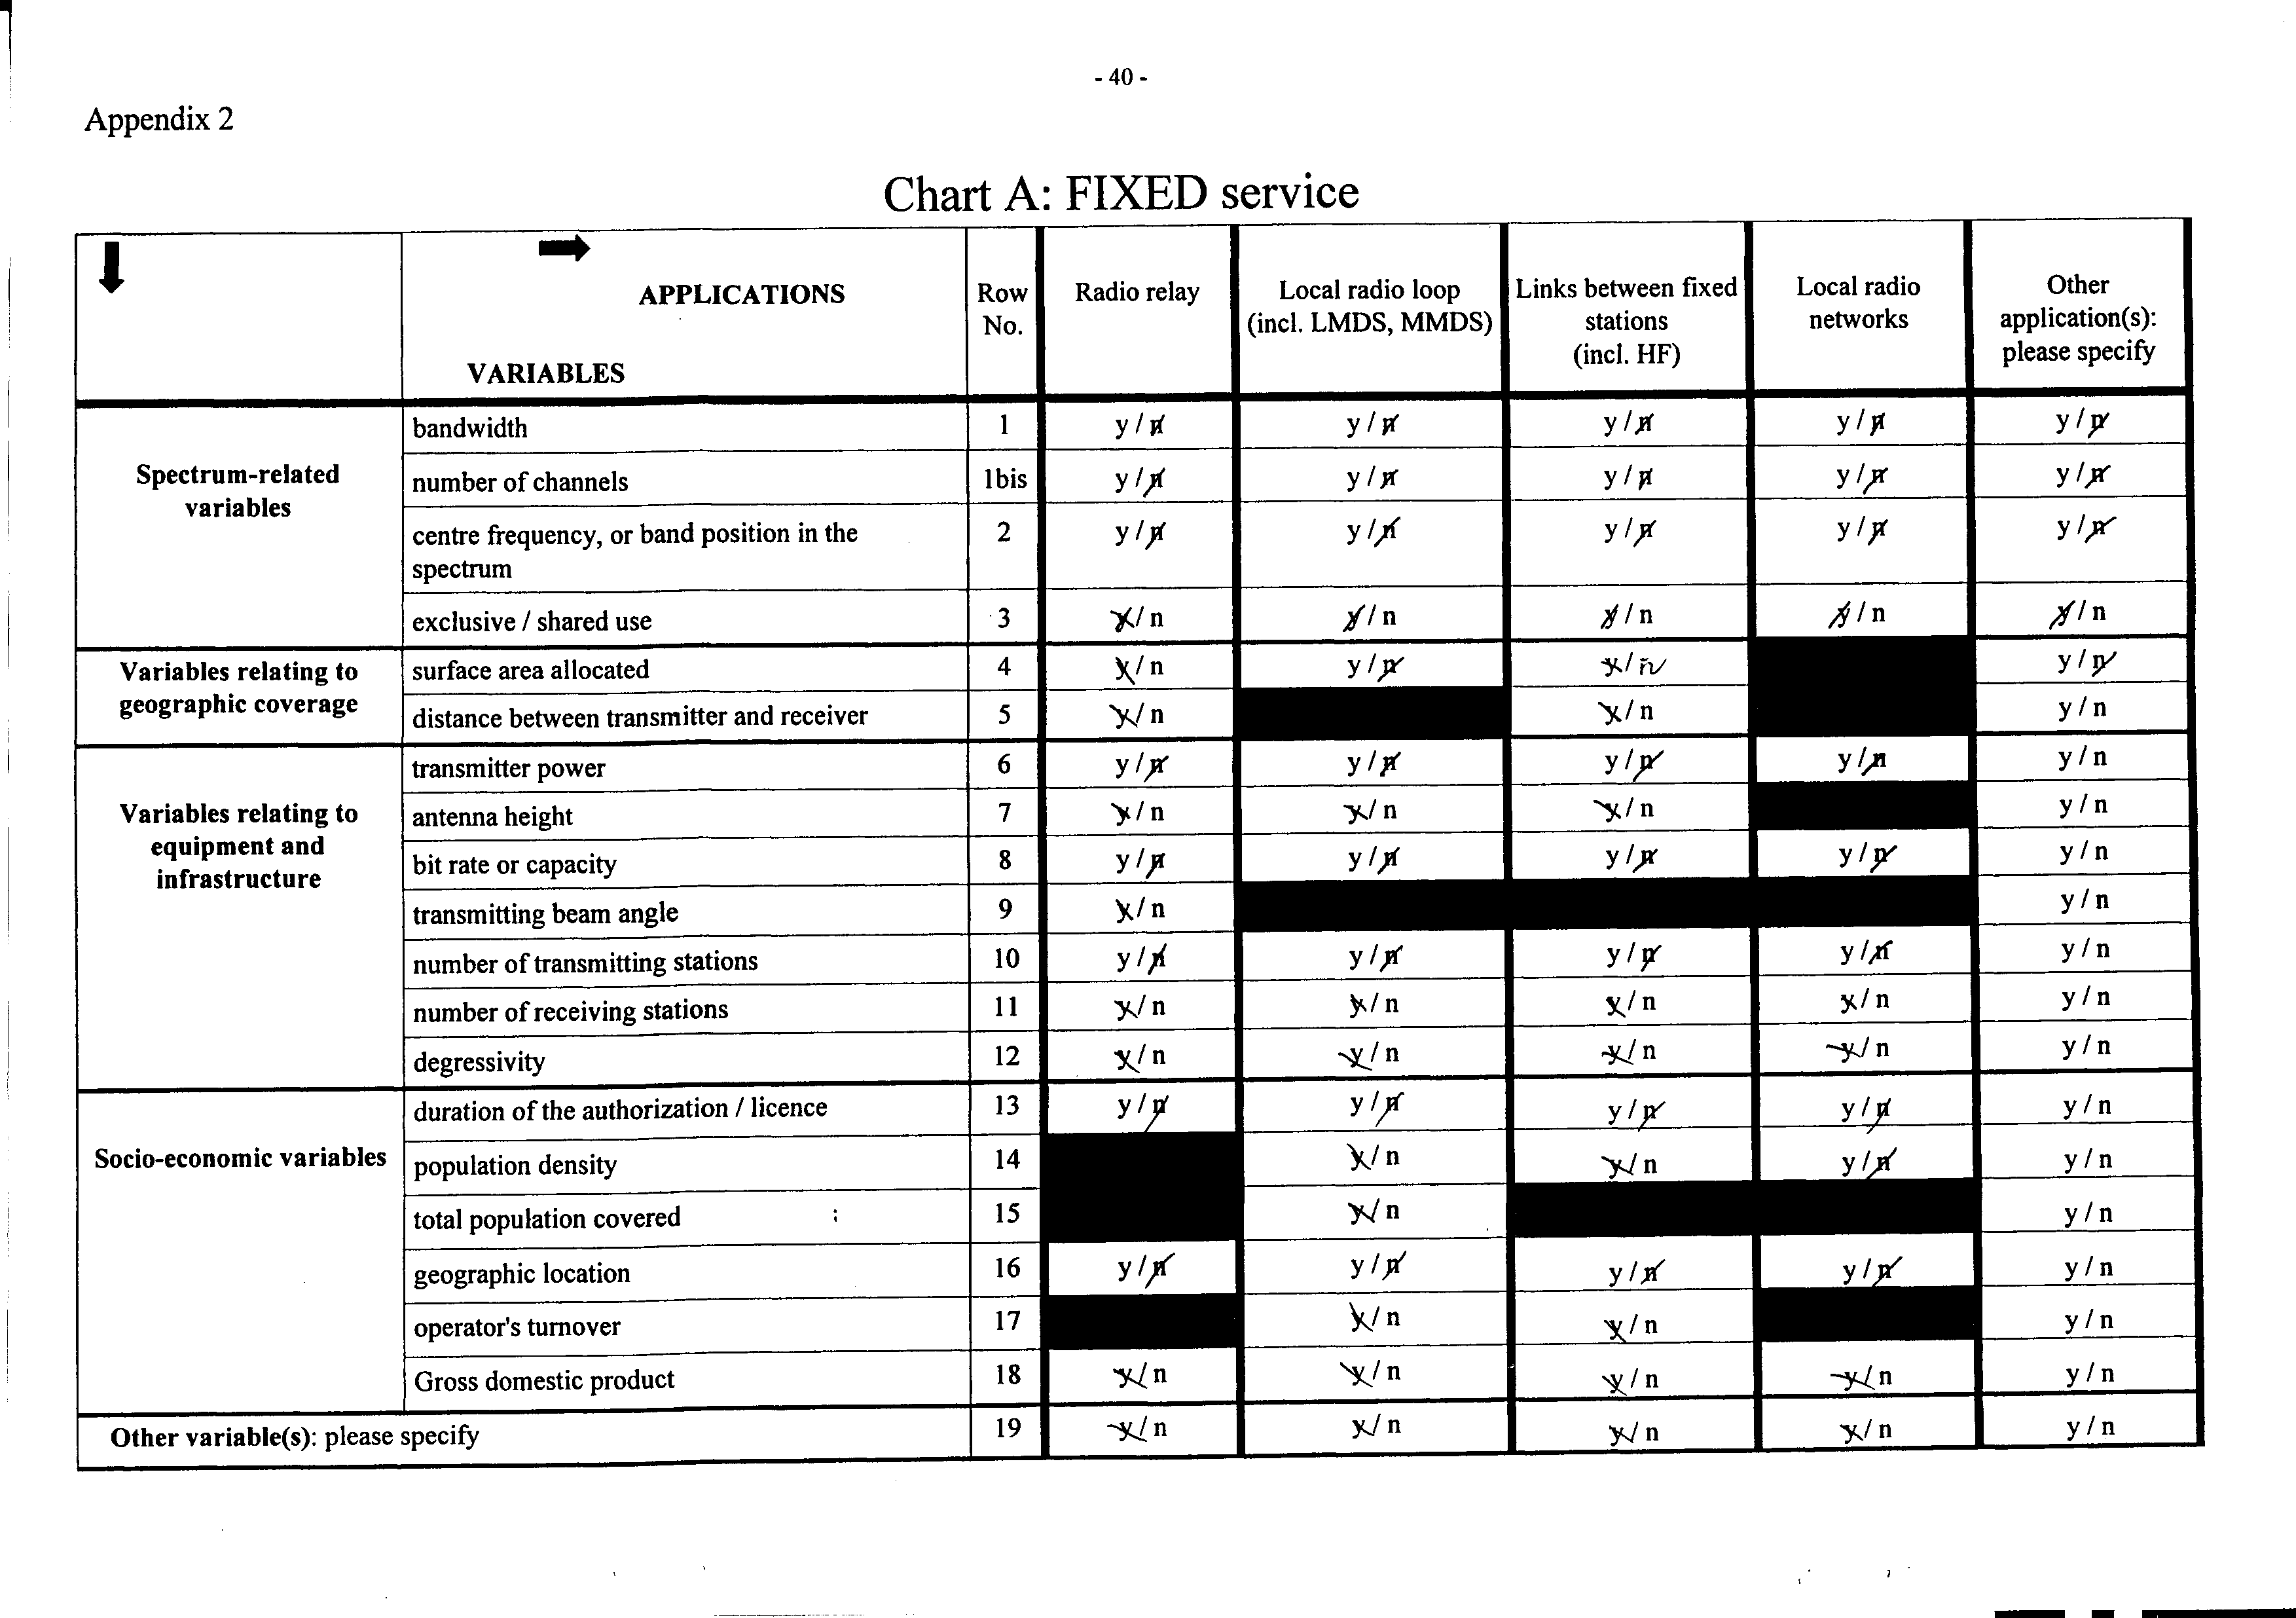 - 40 -
Appendix 2
Chart A: FIXED service
APPLICATIONS
VARIABLES
Row No.
Radio relay
Local radio loop (incl. LMDS, MMDS)
Links between fixed stations (incl. HF)
Local radio networks
Other application(s): please specify
Spectrum-related variables
bandwidth 1 y / n y / n y / n y / n y / n
number of channels 1bis y / n y / n y / n y / n y / n
centre frequency, or band position in the spectrum 2 y / n y / n y / n y / n y / n
exclusive / shared use 3 y / n y / n y / n y / n y / n
Variables relating to geographic coverage
surface area allocated 4 y / n y / n y / n y / n
distance between transmitter and receiver 5 y / n y / n y / n
Variables relating to equipment and infrastructure
transmitter power 6 y / n y / n y / n y / n y / n
antenna height 7 y / n y / n y / n y / n
bit rate or capacity 8 y / n y / n y / n y / n y / n
transmitting beam angle 9 y / n y / n
number of transmitting stations 10 y / n y / n y / n y / n y / n
number of receiving stations 11 y / n y / n y / n y / n y / n
degressivity 12 y / n y / n y / n y / n y / n
Socio-economic variables
duration of the authorization / licence 13 y / n y / n y / n y / n y / n
population density 14 y / n y / n y / n y / n
total population covered 15 y / n y / n
geographic location 16 y / n y / n y / n y / n y / n
operator's turnover 17 y / n y / n y / n
Gross domestic product 18 y / n y / n y / n y / n y / n
Other variable(s): please specify 19 y / n y / n y / n y / n y / n